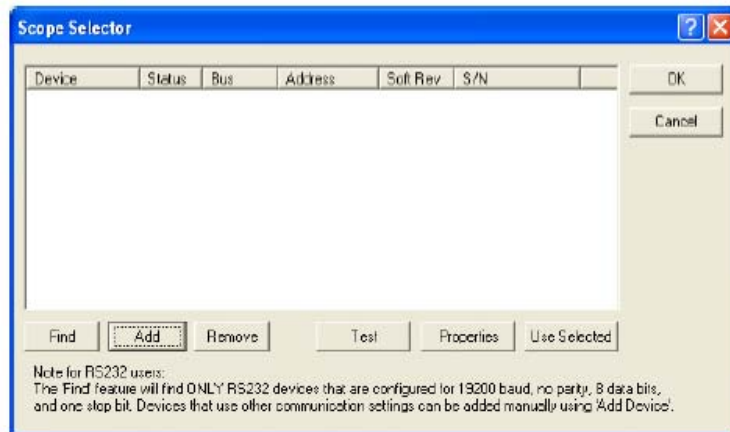 Scope Selector
Device Status Bus Address Soft Rev S/N
OK
Cancel
Find Add Remove Test Properties Use Selected
Note for RS232 users:
The 'Find' feature will find ONLY RS232 devices that are configured for 19200 baud, no parity, 8 data bits,
and one stop bit. Devices that use other communication settings can be added manually using 'Add Device'.